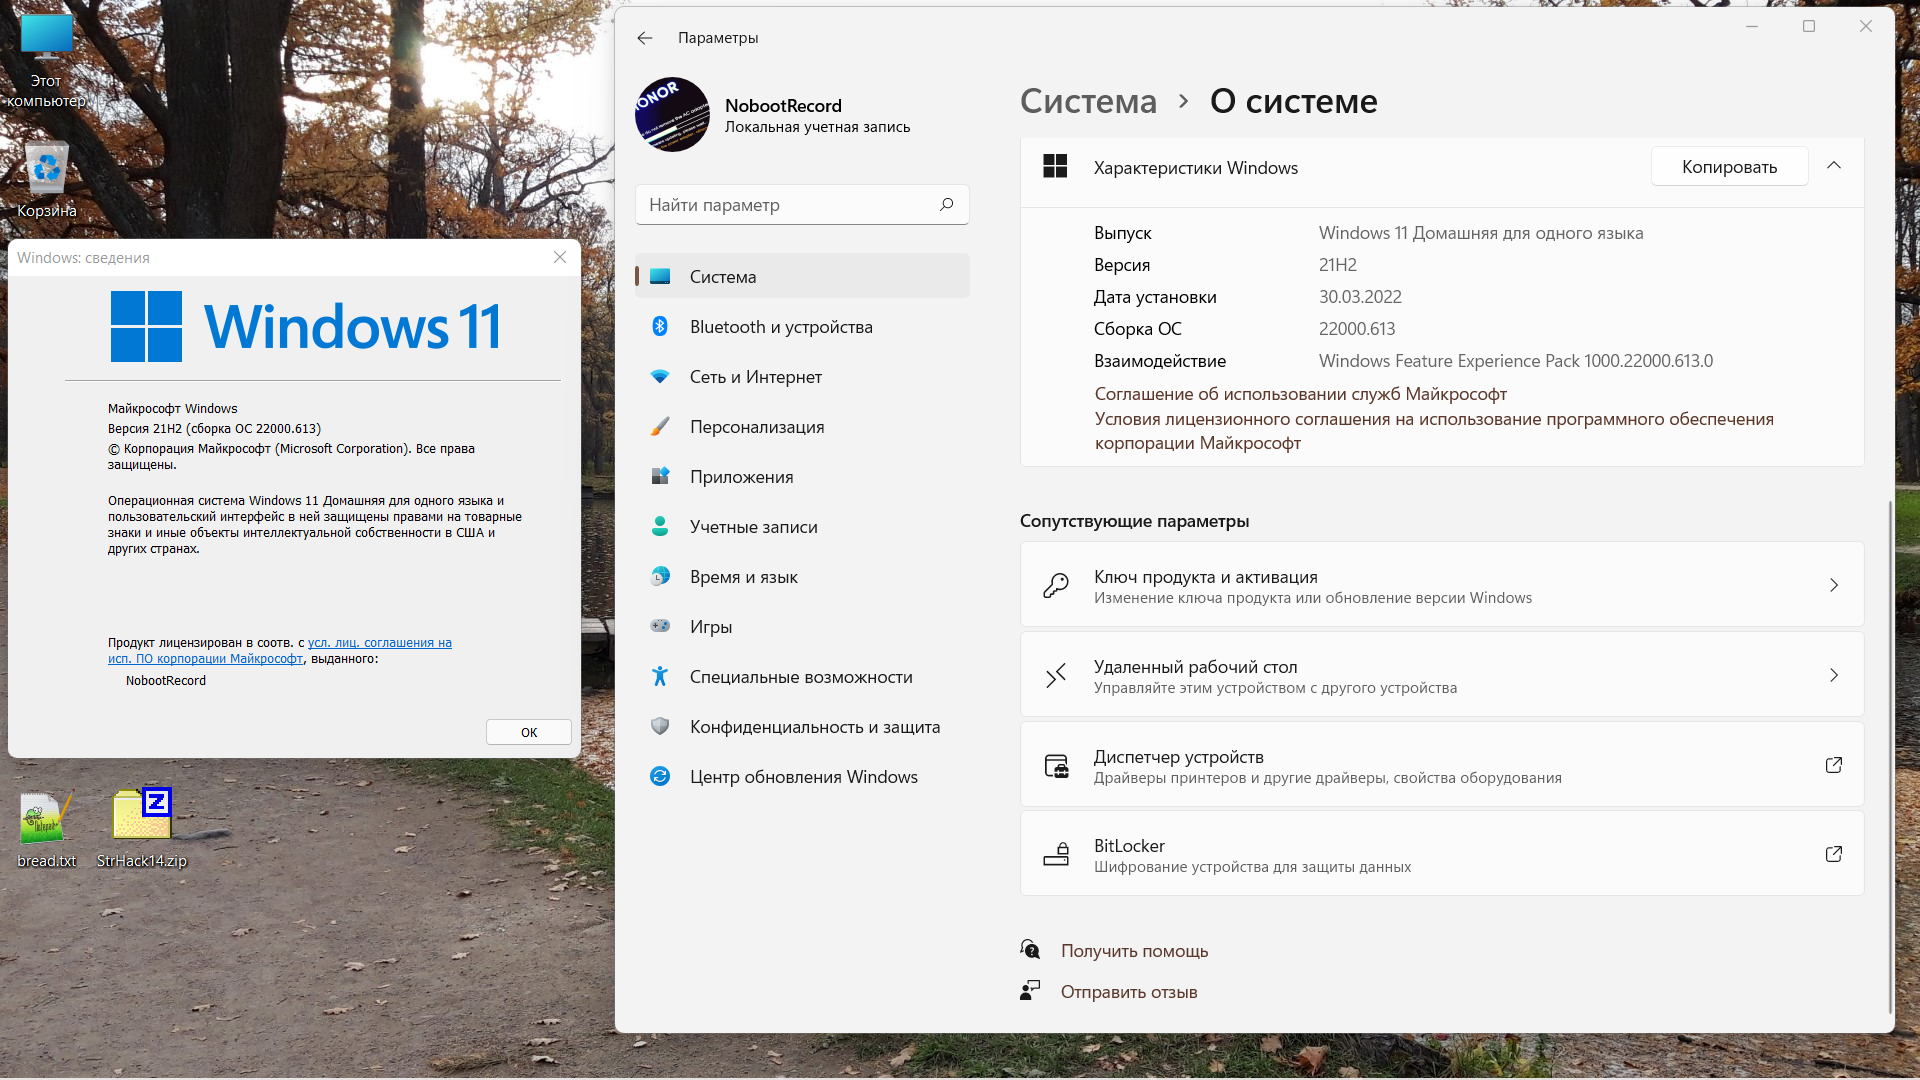 Этот
компьютер
Корзина
Windows: сведения
Windows 11
Майкрософт Windows
Версия 21H2 (сборка ОС 22000.613)
© Корпорация Майкрософт (Microsoft Corporation). Все права
защищены.
Операционная система Windows 11 Домашняя для одного языка и
пользовательский интерфейс в ней защищены правами на товарные
знаки и иные объекты интеллектуальной собственности в США и
других странах.
Продукт лицензирован в соотв. с усл. лиц. соглашения на
исп. ПО корпорации Майкрософт, выданного:
NobootRecord
ОК
bread.txt
StrHack14.zip
Параметры
NobootRecord
Локальная учетная запись
Найти параметр
Система
Bluetooth и устройства
Сеть и Интернет
Персонализация
Приложения
Учетные записи
Время и язык
Игры
Специальные возможности
Конфиденциальность и защита
Центр обновления Windows
Система > О системе
Характеристики Windows
Копировать
Выпуск Windows 11 Домашняя для одного языка
Версия 21H2
Дата установки 30.03.2022
Сборка ОС 22000.613
Взаимодействие Windows Feature Experience Pack 1000.22000.613.0
Соглашение об использовании служб Майкрософт
Условия лицензионного соглашения на использование программного обеспечения
корпорации Майкрософт
Сопутствующие параметры
Ключ продукта и активация
Изменение ключа продукта или обновление версии Windows
Удаленный рабочий стол
Управляйте этим устройством с другого устройства
Диспетчер устройств
Драйверы принтеров и другие драйверы, свойства оборудования
BitLocker
Шифрование устройства для защиты данных
Получить помощь
Отправить отзыв